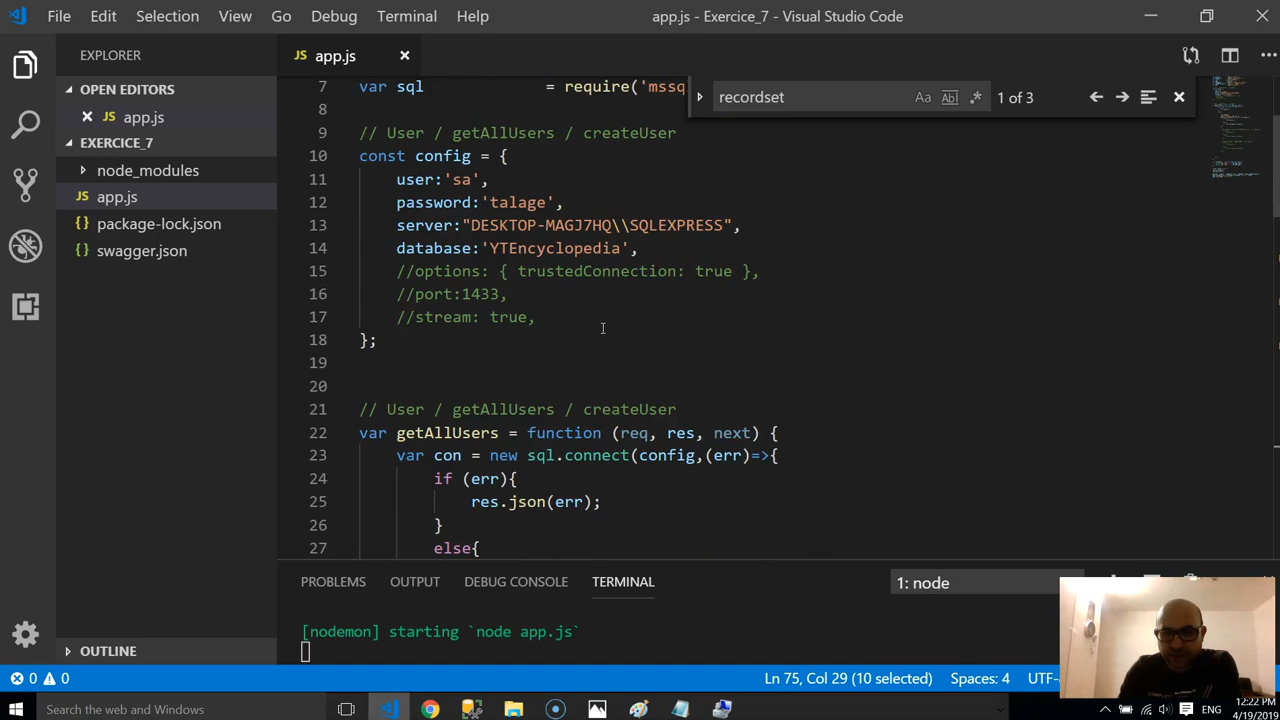 File Edit Selection View Go Debug Terminal Help app.js - Exercice_7 - Visual Studio Code
EXPLORER
OPEN EDITORS
app.js
EXERCICE_7
node_modules
JS app.js
{} package-lock.json
{} swagger.json
OUTLINE
JS app.js
recordset Aa Abl .* 1 of 3
7 var sql = require('mssq
8
9 // User / getAllUsers / createUser
10 const config = {
11 user:'sa',
12 password:'talage',
13 server:"DESKTOP-MAGJ7HQ\\SQLEXPRESS",
14 database:'YTEncyclopedia',
15 //options: { trustedConnection: true },
16 //port:1433,
17 //stream: true,
18 };
19
20
21 // User / getAllUsers / createUser
22 var getAllUsers = function (req, res, next) {
23 var con = new sql.connect(config,(err)=>{
24 if (err){
25 res.json(err);
26 }
27 else{
PROBLEMS OUTPUT DEBUG CONSOLE TERMINAL 1: node
[nodemon] starting `node app.js`
0 0 Ln 75, Col 29 (10 selected) Spaces: 4 UTF-
Search the web and Windows
ENG 12:22 PM
4/19/2019